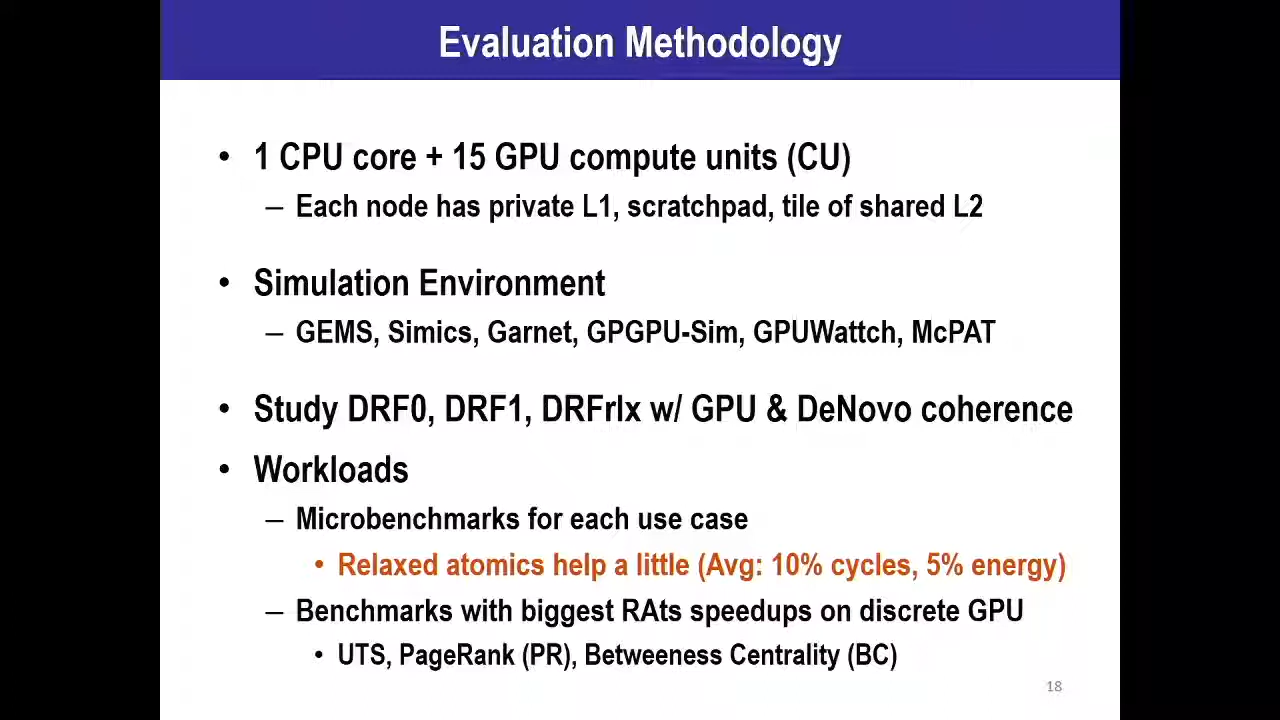 Evaluation Methodology
• 1 CPU core + 15 GPU compute units (CU)
– Each node has private L1, scratchpad, tile of shared L2
• Simulation Environment
– GEMS, Simics, Garnet, GPGPU-Sim, GPUWattch, McPAT
• Study DRF0, DRF1, DRFrlx w/ GPU & DeNovo coherence
• Workloads
– Microbenchmarks for each use case
• Relaxed atomics help a little (Avg: 10% cycles, 5% energy)
– Benchmarks with biggest RAts speedups on discrete GPU
• UTS, PageRank (PR), Betweeness Centrality (BC)
18